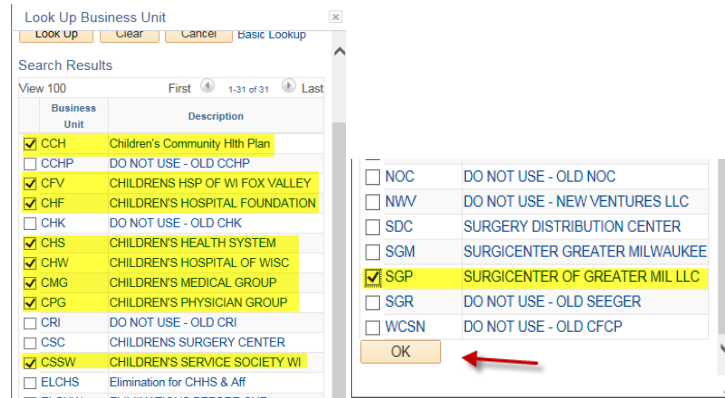 Look Up Business Unit
Look Up Clear Cancel Basic Lookup
Search Results
View 100 First 1-31 of 31 Last
Business Unit Description
CCH Children's Community Hlth Plan
CCHP DO NOT USE - OLD CCHP
CFV CHILDRENS HSP OF WI FOX VALLEY
CHF CHILDREN'S HOSPITAL FOUNDATION
CHK DO NOT USE - OLD CHK
CHS CHILDREN'S HEALTH SYSTEM
CHW CHILDREN'S HOSPITAL OF WISC
CMG CHILDREN'S MEDICAL GROUP
CPG CHILDREN'S PHYSICIAN GROUP
CRI DO NOT USE - OLD CRI
CSC CHILDRENS SURGERY CENTER
CSSW CHILDREN'S SERVICE SOCIETY WI
ELCHS Elimination for CHHS & Aff
NOC DO NOT USE - OLD NOC
NWV DO NOT USE - NEW VENTURES LLC
SDC SURGERY DISTRIBUTION CENTER
SGM SURGICENTER GREATER MILWAUKEE
SGP SURGICENTER OF GREATER MIL LLC
SGR DO NOT USE - OLD SEEGER
WCSN DO NOT USE - OLD CFCP
OK